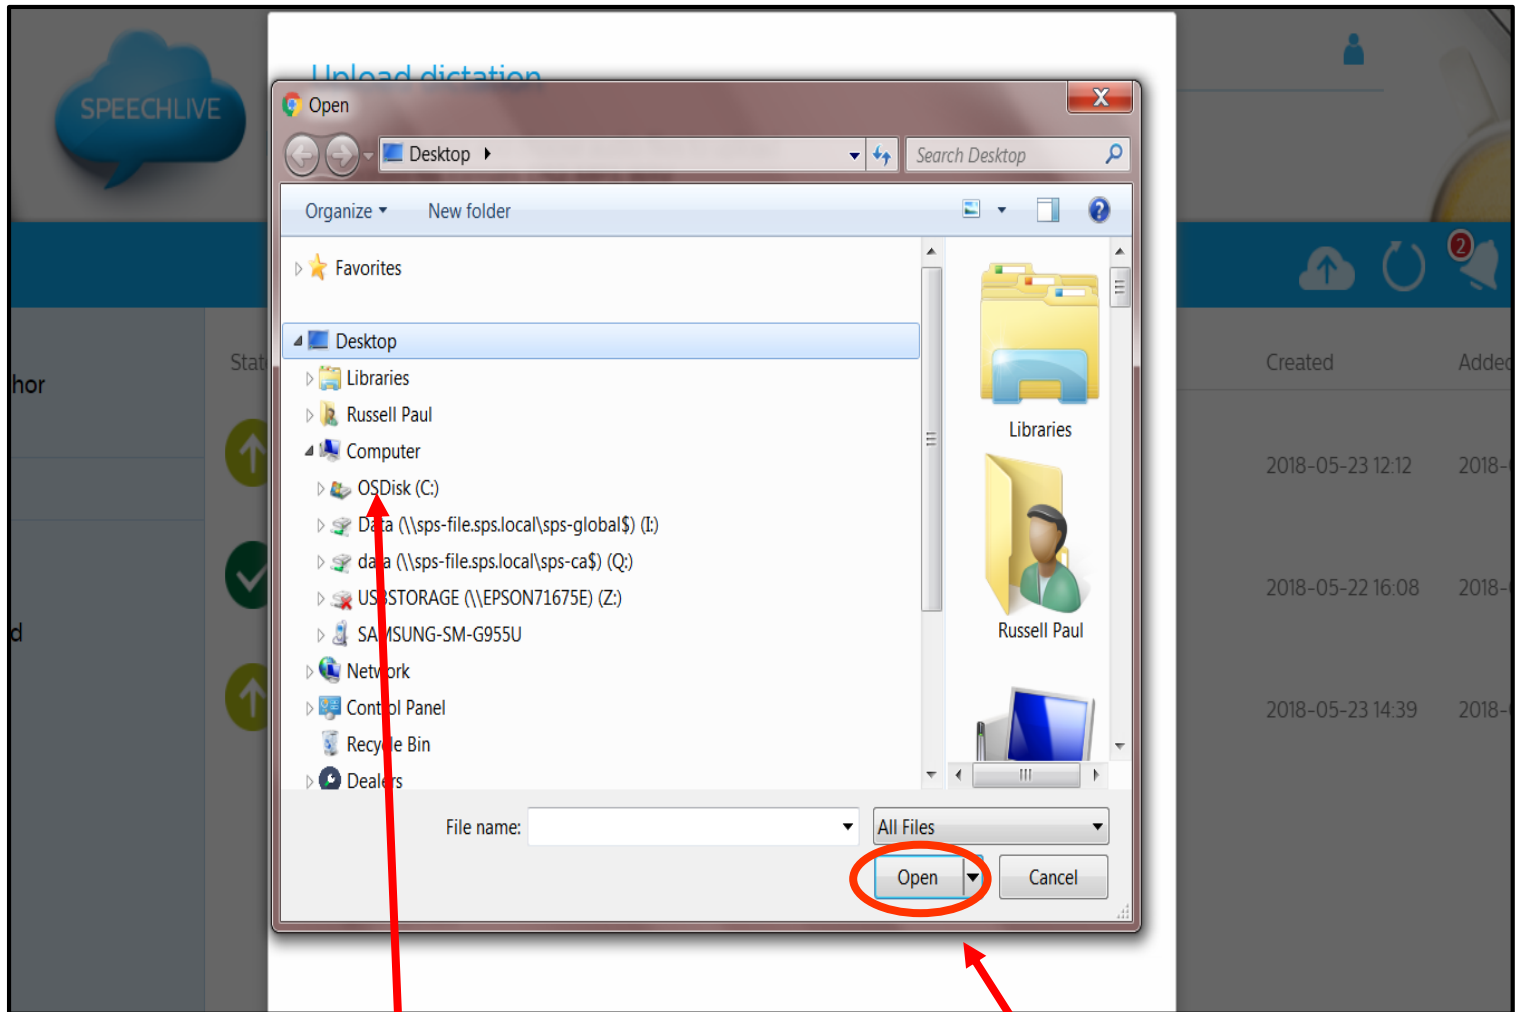 Upload dictation
SPEECHLIVE
Open
X
Desktop
Search Desktop
Organize
New folder
?
2
Favorites
Desktop
Libraries
Russell Paul
Computer
OSDisk (C:)
Data (\\sps-file.sps.local\sps-global$) (I:)
data (\\sps-file.sps.local\sps-ca$) (Q:)
USBSTORAGE (\\EPSON71675E) (Z:)
SAMSUNG-SM-G955U
Network
Control Panel
Recycle Bin
Dealers
Libraries
Russell Paul
File name:
All Files
Open
Cancel
hor
d
State
Created
Added
2018-05-23 12:12
2018-
2018-05-22 16:08
2018-
2018-05-23 14:39
2018-